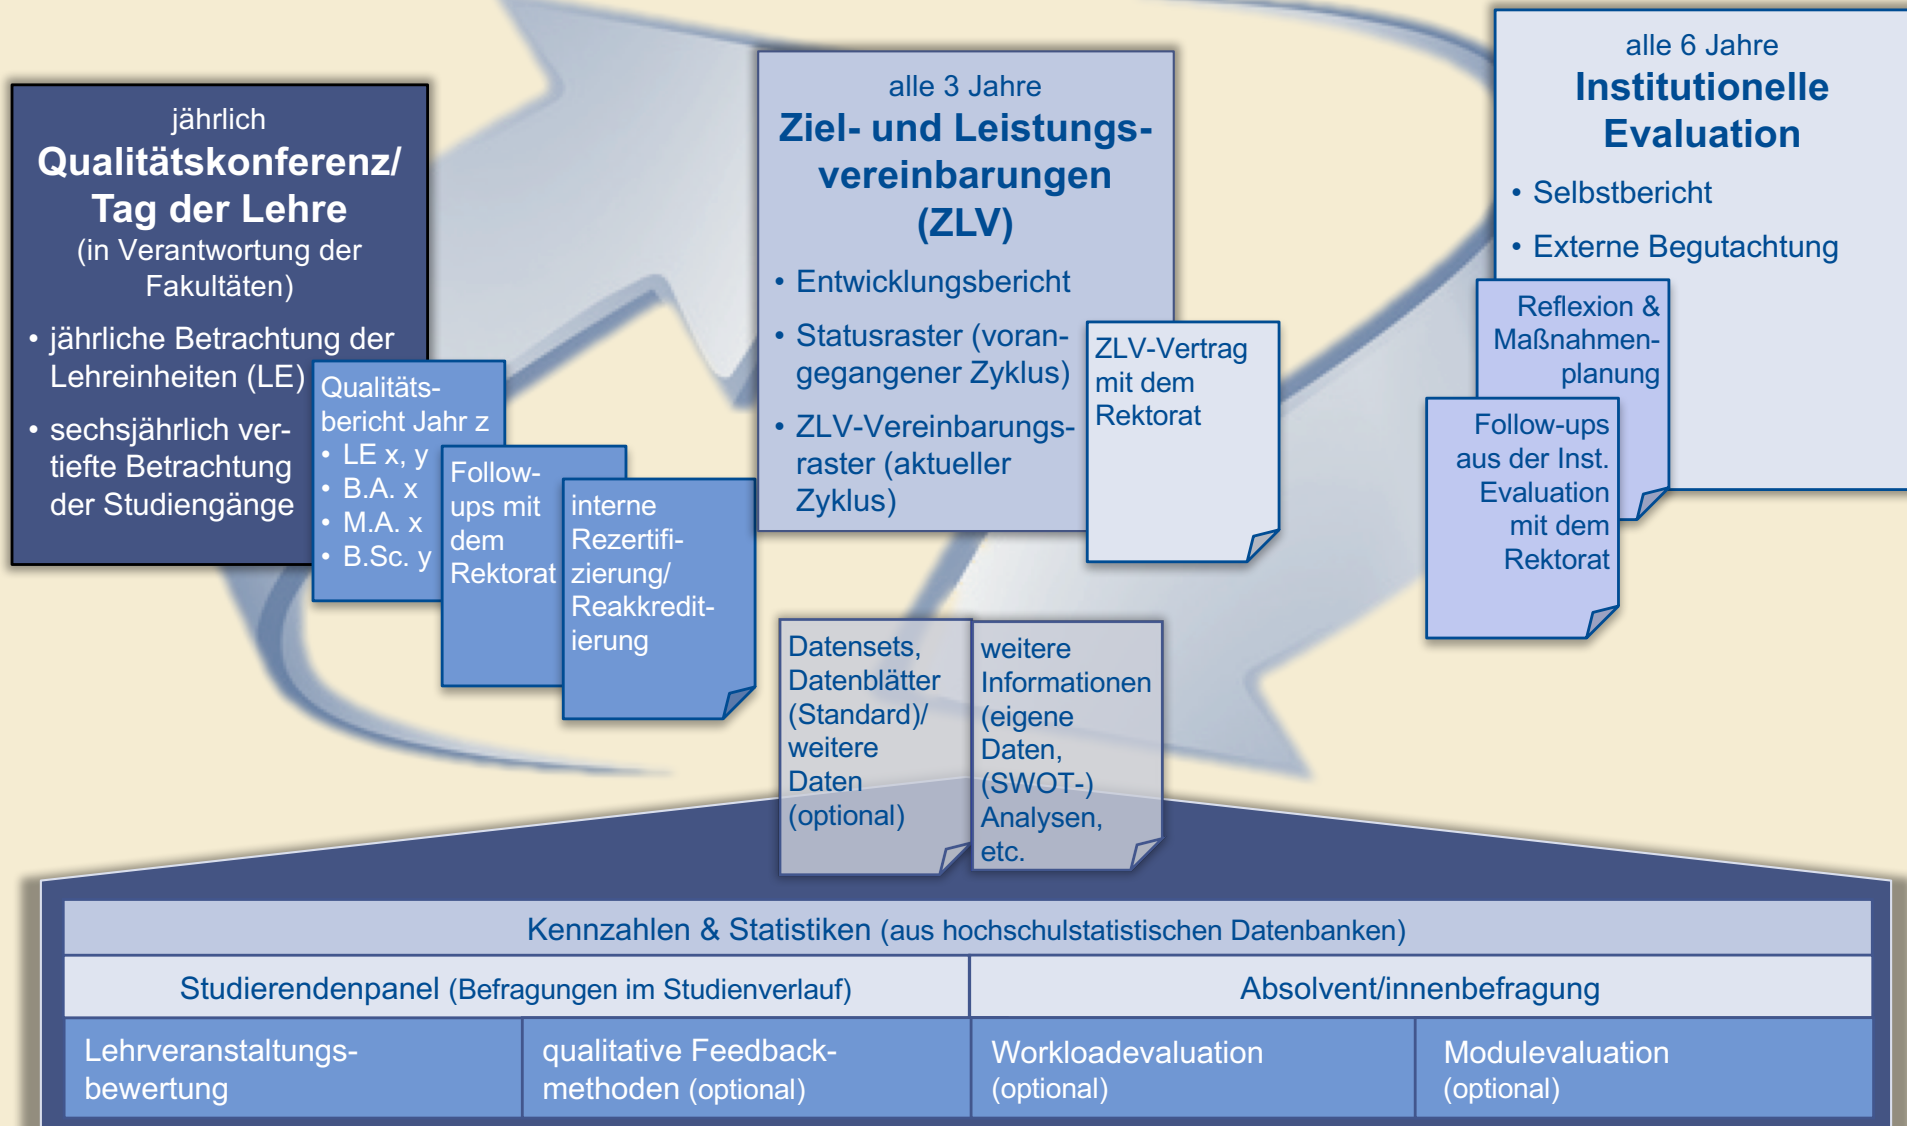 jährlich
Qualitätskonferenz/
Tag der Lehre
(in Verantwortung der
Fakultäten)
• jährliche Betrachtung der
Lehreinheiten (LE)
• sechsjährlich ver-
tiefte Betrachtung
der Studiengänge
Qualitäts-
bericht Jahr z
• LE x, y
• B.A. x
• M.A. x
• B.Sc. y
Follow-
ups mit
dem
Rektorat
interne
Rezertifi-
zierung/
Reakkredit-
ierung
alle 3 Jahre
Ziel- und Leistungs-
vereinbarungen
(ZLV)
• Entwicklungsbericht
• Statusraster (voran-
gegangener Zyklus)
• ZLV-Vereinbarungs-
raster (aktueller
Zyklus)
ZLV-Vertrag
mit dem
Rektorat
alle 6 Jahre
Institutionelle
Evaluation
• Selbstbericht
• Externe Begutachtung
Reflexion &
Maßnahmen-
planung
Follow-ups
aus der Inst.
Evaluation
mit dem
Rektorat
Datensets,
Datenblätter
(Standard)/
weitere
Daten
(optional)
weitere
Informationen
(eigene
Daten,
(SWOT-)
Analysen,
etc.
Kennzahlen & Statistiken (aus hochschulstatistischen Datenbanken)
Studierendenpanel (Befragungen im Studienverlauf)
Absolvent/innenbefragung
Lehrveranstaltungs-
bewertung
qualitative Feedback-
methoden (optional)
Workloadevaluation
(optional)
Modulevaluation
(optional)